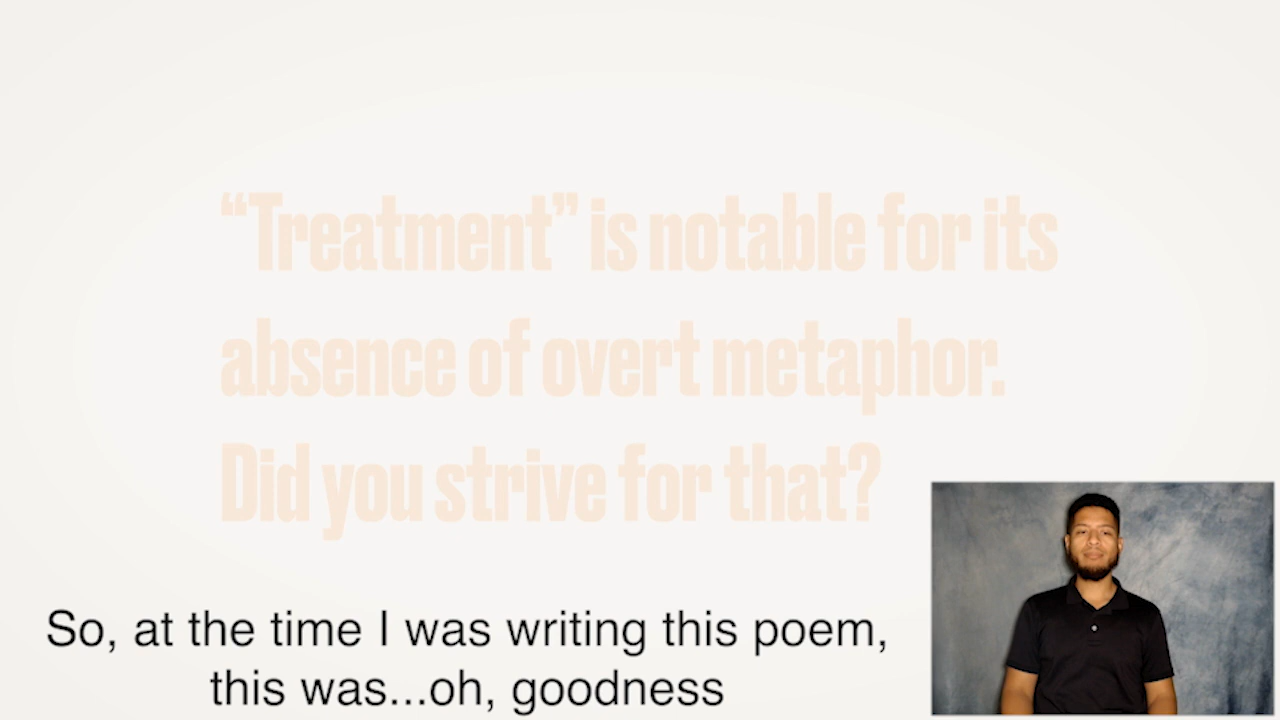 “Treatment” is notable for its
absence of overt metaphor.
Did you strive for that?
So, at the time I was writing this poem,
this was...oh, goodness